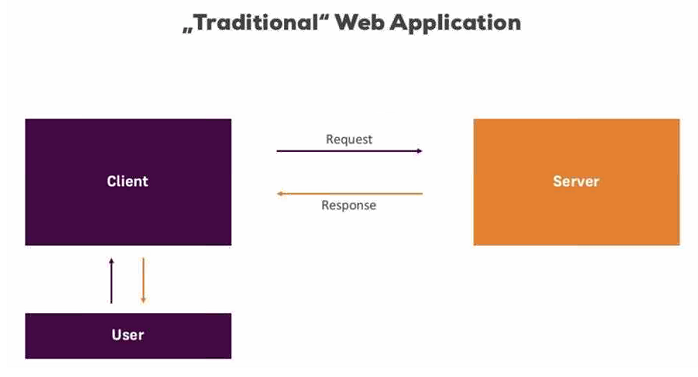 „Traditional“ Web Application
Request
Client
Server
Response
User